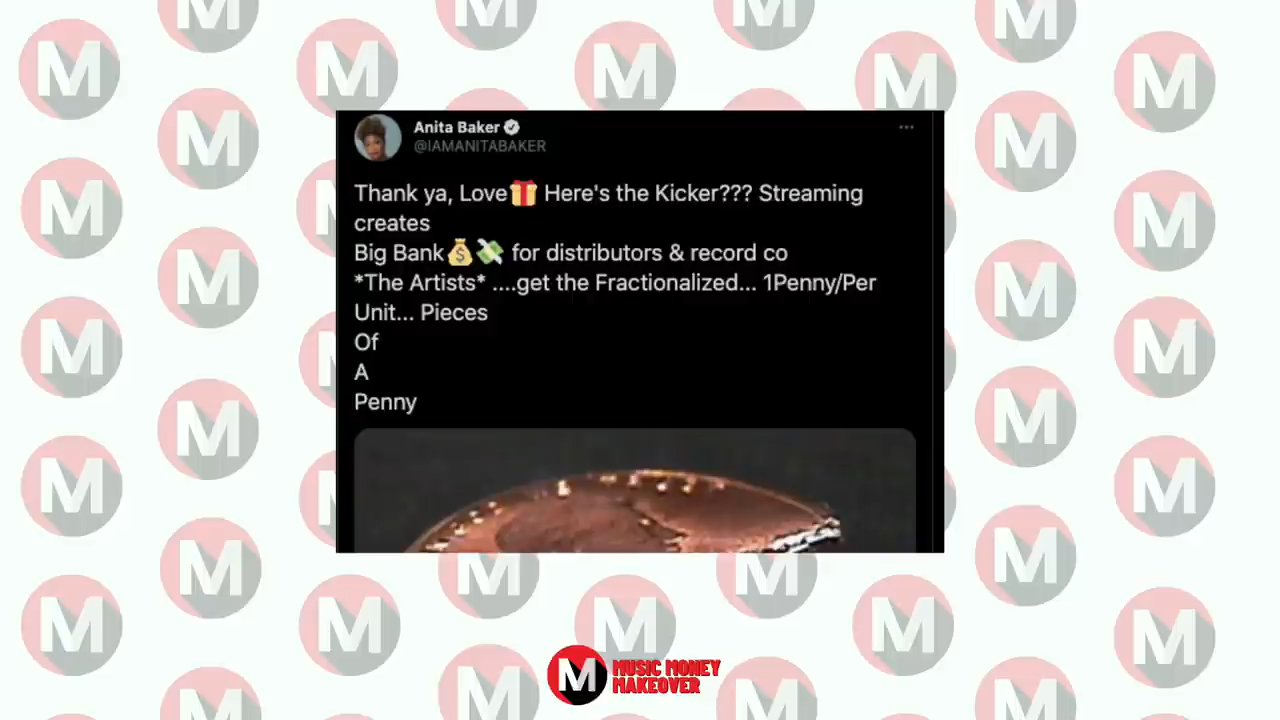 Anita Baker
@IAMANITABAKER
Thank ya, Love🎁 Here's the Kicker??? Streaming
creates
Big Bank💰💸 for distributors & record co
*The Artists* ....get the Fractionalized... 1Penny/Per
Unit... Pieces
Of
A
Penny
M MUSIC MONEY
MAKEOVER